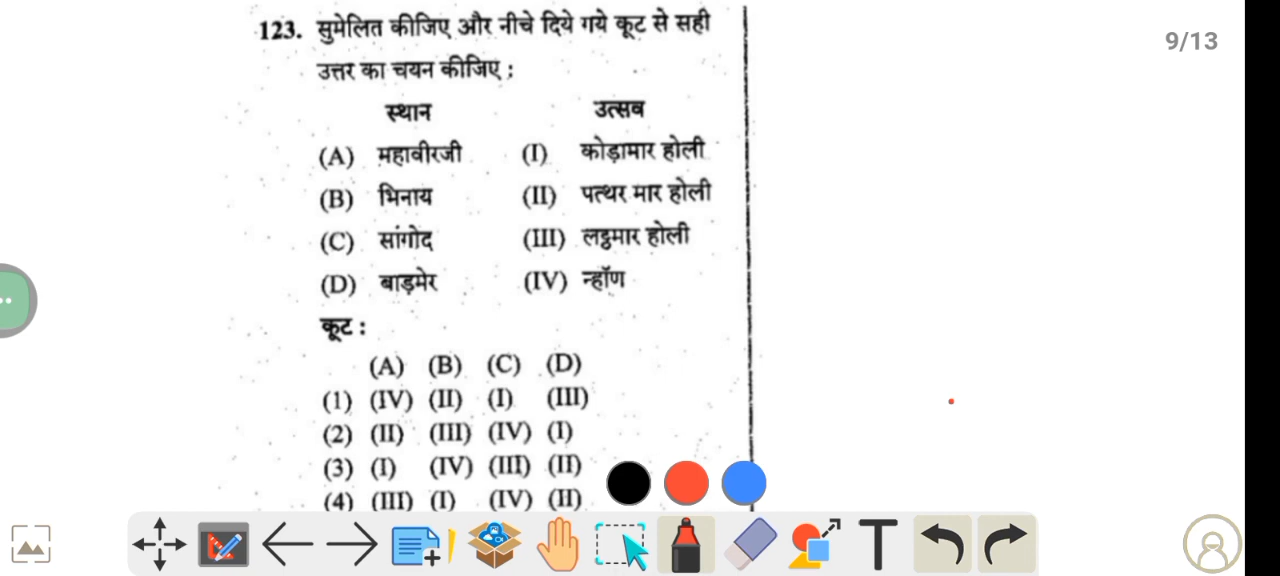 9/13
123. सुमेलित कीजिए और नीचे दिये गये कूट से सही
उत्तर का चयन कीजिए :
स्थान उत्सव
(A) महावीरजी (I) कोड़ामार होली
(B) भिनाय (II) पत्थर मार होली
(C) सांगोद (III) लट्ठमार होली
(D) बाड़मेर (IV) न्हॉण
कूट :
(A) (B) (C) (D)
(1) (IV) (II) (I) (III)
(2) (II) (III) (IV) (I)
(3) (I) (IV) (III) (II)
(4) (III) (I) (IV) (II)
T